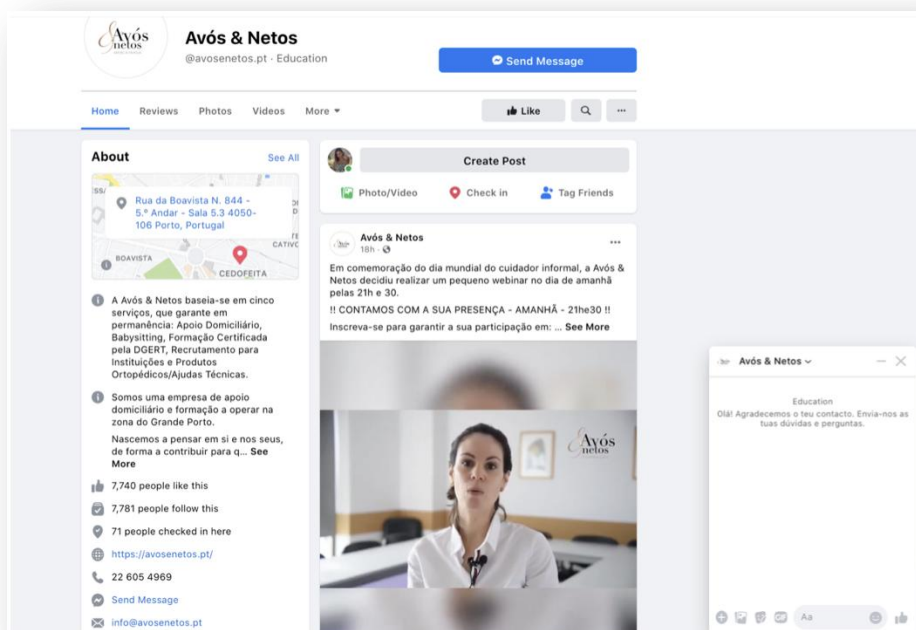 Avós
netos
Avós & Netos
@avosenetos.pt · Education
Send Message
Home
Reviews
Photos
Videos
More
Like
About
See All
Rua da Boavista N. 844 -
5.º Andar - Sala 5.3 4050-
106 Porto, Portugal
CATIVO
BOAVISTA
CEDOFEITA
A Avós & Netos baseia-se em cinco
serviços, que garante em
permanência: Apoio Domiciliário,
Babysitting, Formação Certificada
pela DGERT, Recrutamento para
Instituições e Produtos
Ortopédicos/Ajudas Técnicas.
Somos uma empresa de apoio
domiciliário e formação a operar na
zona do Grande Porto.
Nascemos a pensar em si e nos seus,
de forma a contribuir para q... See
More
7,740 people like this
7,781 people follow this
71 people checked in here
https://avosenetos.pt/
22 605 4969
Send Message
info@avosenetos.pt
Create Post
Photo/Video
Check in
Tag Friends
Avós & Netos
18h ·
Em comemoração do dia mundial do cuidador informal, a Avós &
Netos decidiu realizar um pequeno webinar no dia de amanhã
pelas 21h e 30.
!! CONTAMOS COM A SUA PRESENÇA - AMANHÃ - 21he30 !!
Inscreva-se para garantir a sua participação em: ... See More
Avós
netos
Avós & Netos
Education
Olá! Agradecemos o teu contacto. Envia-nos as
tuas dúvidas e perguntas.
GIF
Aa